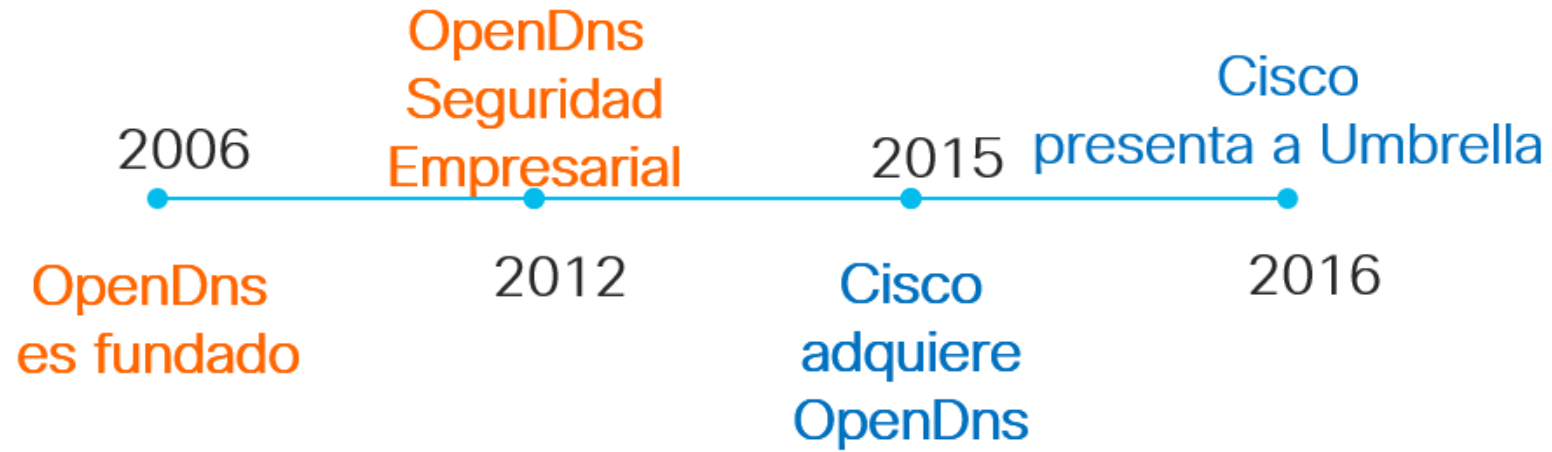 2006
OpenDns
es fundado
OpenDns
Seguridad
Empresarial
2012
2015
Cisco
adquiere
OpenDns
Cisco
presenta a Umbrella
2016